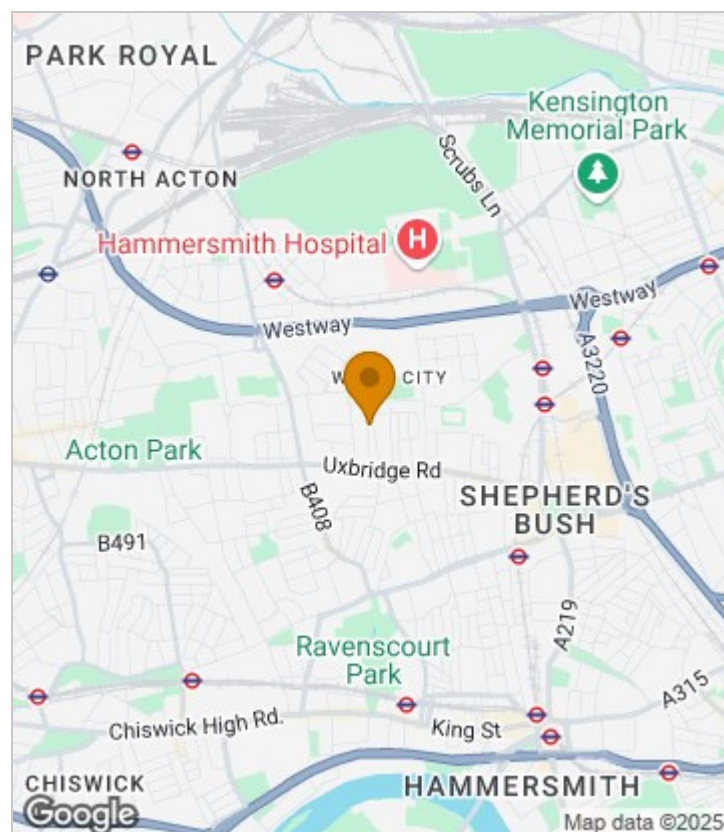 PARK ROYAL
Kensington
Memorial Park
Scrubs Ln
NORTH ACTON
Hammersmith Hospital
H
Westway
Westway
A3220
CITY
Acton Park
Uxbridge Rd
SHEPHERD'S
BUSH
B408
B491
A219
Ravenscourt
Park
A315
Chiswick High Rd.
King St
CHISWICK
HAMMERSMITH
Google
Map data ©2025